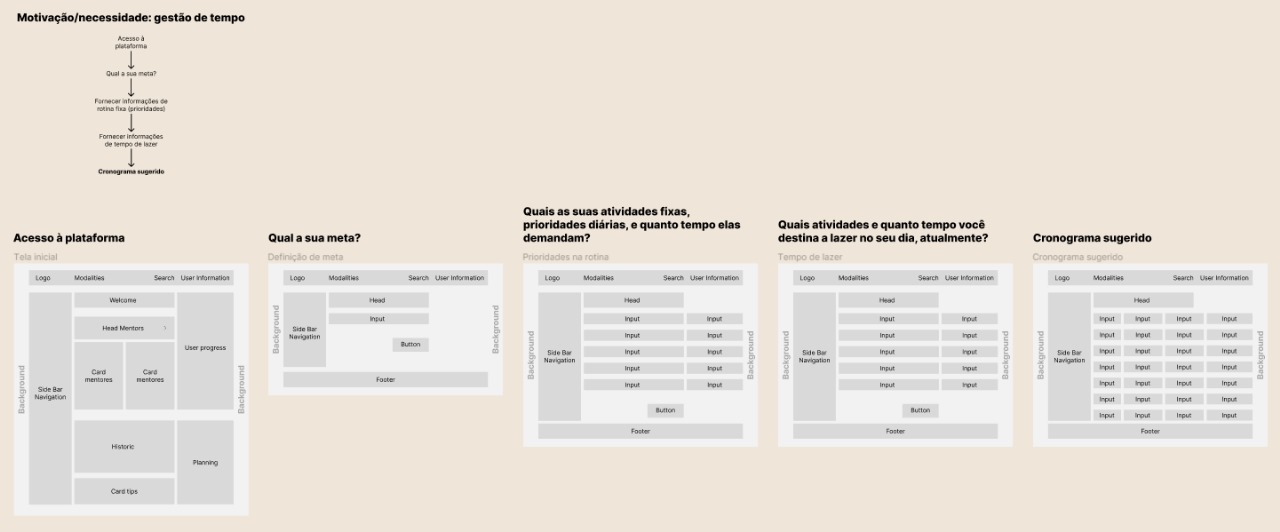 Motivação/necessidade: gestão de tempo
Acesso à
plataforma
Qual a sua meta?
Fornecer informações de
rotina fixa (prioridades)
Fornecer informações
de tempo de lazer
Cronograma sugerido
Acesso à plataforma
Tela inicial
Logo Modalities Search User Information
Background
Side Bar
Navigation
Welcome
Head Mentors
Card
mentores
Card
mentores
User progress
Historic
Planning
Card tips
Background
Qual a sua meta?
Definição de meta
Logo Modalities Search User Information
Background
Side Bar
Navigation
Head
Input
Button
Footer
Background
Quais as suas atividades fixas,
prioridades diárias, e quanto tempo elas
demandam?
Prioridades na rotina
Logo Modalities Search User Information
Background
Side Bar
Navigation
Head
Input Input
Input Input
Input Input
Input Input
Input Input
Button
Footer
Background
Quais atividades e quanto tempo você
destina a lazer no seu dia, atualmente?
Tempo de lazer
Logo Modalities Search User Information
Background
Side Bar
Navigation
Head
Input Input
Input Input
Input Input
Input Input
Input Input
Button
Footer
Background
Cronograma sugerido
Cronograma sugerido
Logo Modalities Search User Information
Background
Side Bar
Navigation
Head
Input Input Input Input
Input Input Input Input
Input Input Input Input
Input Input Input Input
Input Input Input Input
Input Input Input Input
Input Input Input Input
Footer
Background